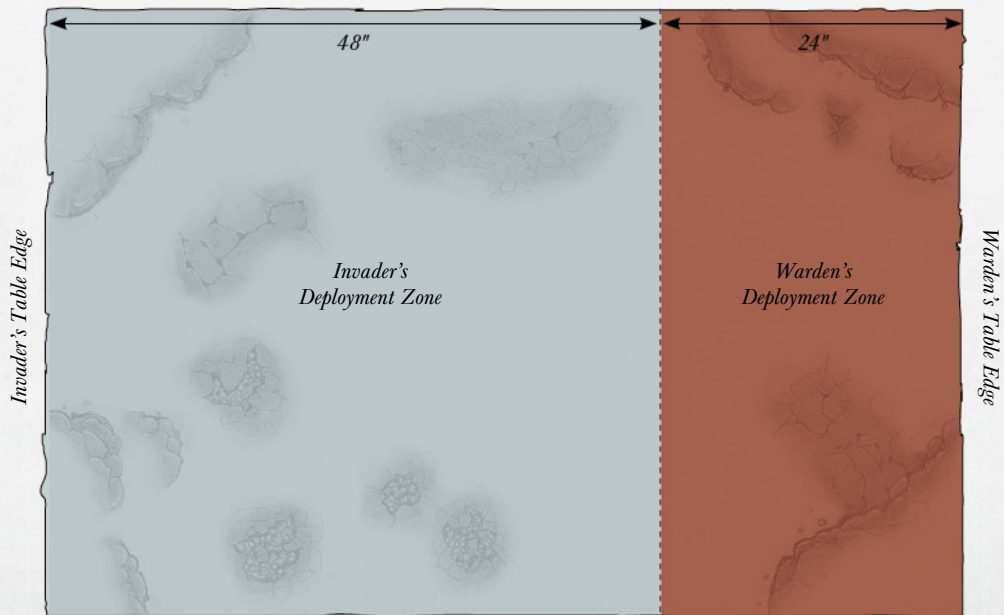 48"
24"
Invader's Table Edge
Invader's
Deployment Zone
Warden's
Deployment Zone
Warden's Table Edge